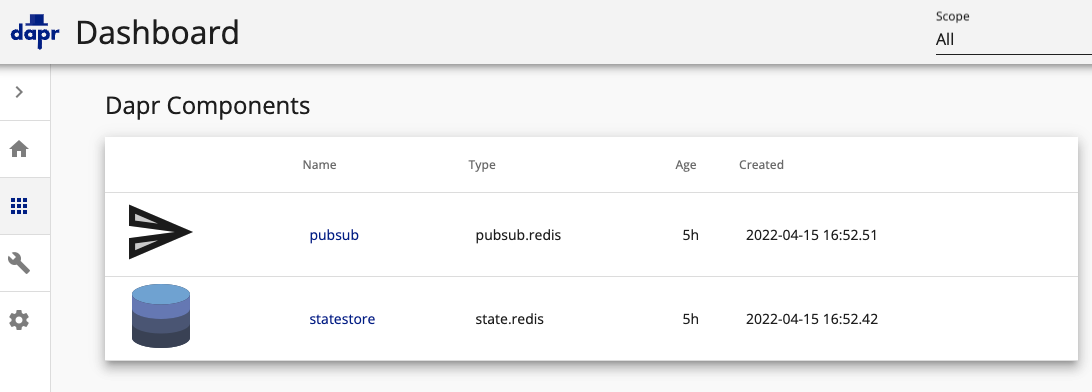 dapr Dashboard
Scope
All
Dapr Components
Name Type Age Created
pubsub pubsub.redis 5h 2022-04-15 16:52.51
statestore state.redis 5h 2022-04-15 16:52.42